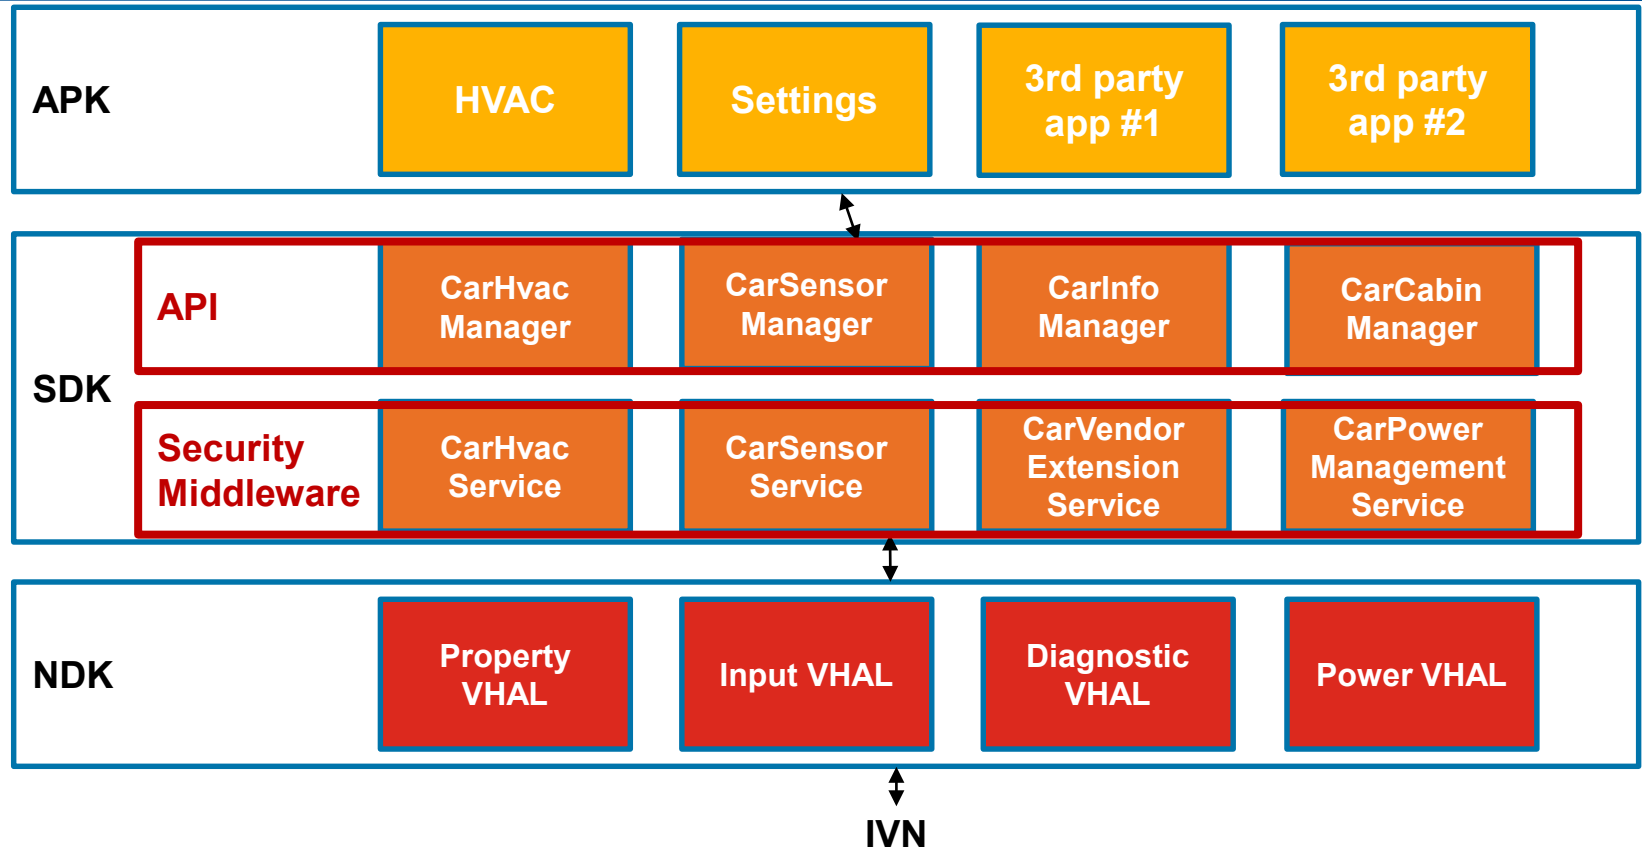 APK
HVAC
Settings
3rd party
app #1
3rd party
app #2
SDK
API
CarHvac
Manager
CarSensor
Manager
CarInfo
Manager
CarCabin
Manager
Security
Middleware
CarHvac
Service
CarSensor
Service
CarVendor
Extension
Service
CarPower
Management
Service
NDK
Property
VHAL
Input VHAL
Diagnostic
VHAL
Power VHAL
IVN